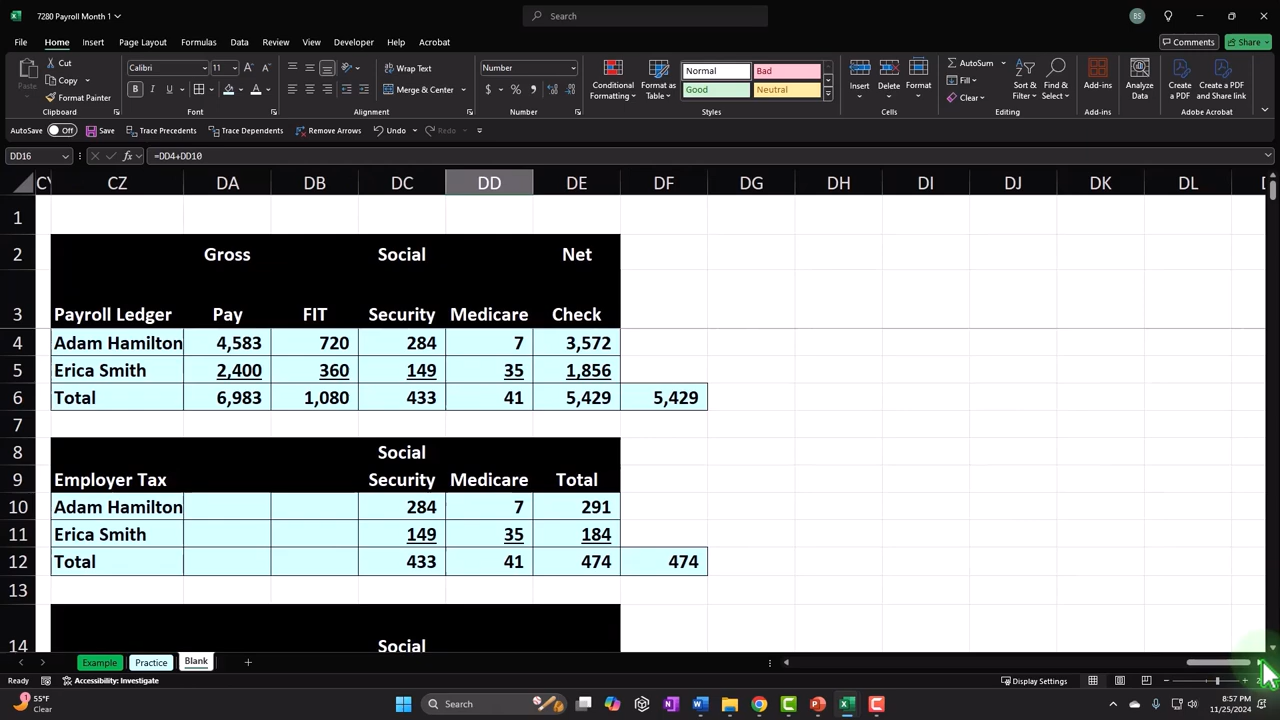 7280 Payroll Month 1
Search
BS
File Home Insert Page Layout Formulas Data Review View Developer Help Acrobat
Comments Share
Cut
Copy
Format Painter
Clipboard
Calibri 11
B I U
Font
Wrap Text
Merge & Center
Alignment
Number
$ % 9
Number
Conditional Formatting
Format as Table
Normal Bad
Good Neutral
Styles
Insert Delete Format
Cells
AutoSum
Fill
Clear
Sort & Filter
Find & Select
Editing
Add-ins
Add-ins
Analyze Data
Create a PDF
Create a PDF and Share link
Adobe Acrobat
AutoSave Off Save Trace Precedents Trace Dependents Remove Arrows Undo Redo
DD16 fx =DD4+DD10
CY CZ DA DB DC DD DE DF DG DH DI DJ DK DL
1
2 Gross Social Net
3 Payroll Ledger Pay FIT Security Medicare Check
4 Adam Hamilton 4,583 720 284 7 3,572
5 Erica Smith 2,400 360 149 35 1,856
6 Total 6,983 1,080 433 41 5,429 5,429
7
8 Social
9 Employer Tax Security Medicare Total
10 Adam Hamilton 284 7 291
11 Erica Smith 149 35 184
12 Total 433 41 474 474
13
14 Social
Example Practice Blank
Ready Accessibility: Investigate Display Settings
1 55°F
Clear
Search
8:57 PM
11/25/2024